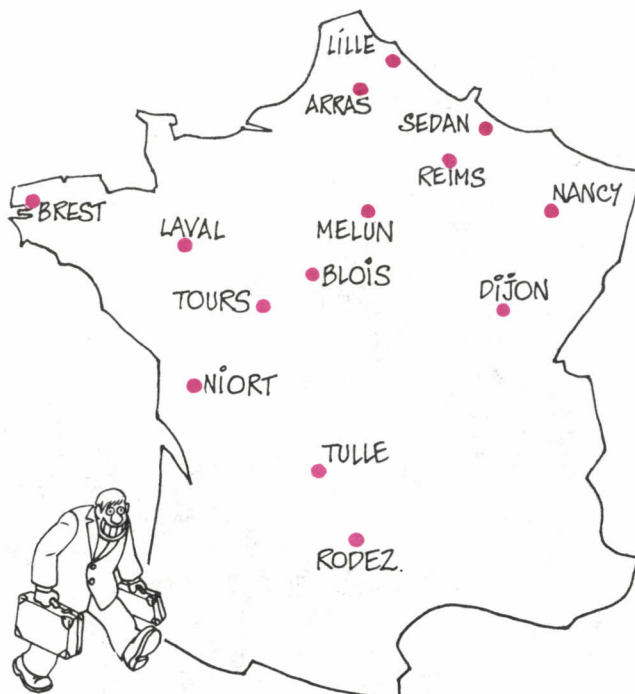 LILLE
ARRAS
SEDAN
REIMS
BREST
NANCY
LAVAL
MELUN
BLOIS
DIJON
TOURS
NIORT
TULLE
RODEZ.